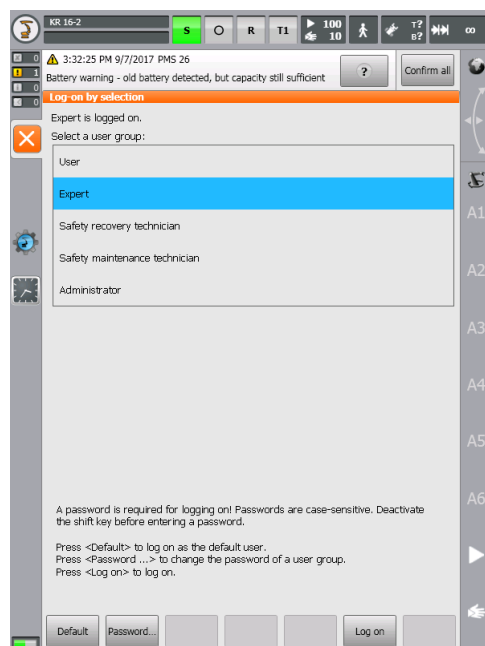 KR 16-2
S
O
R
T1
100
10
T?
B?
∞
0
1
0
0
3:32:25 PM 9/7/2017 PMS 26
Battery warning - old battery detected, but capacity still sufficient
?
Confirm all
Log-on by selection
Expert is logged on.
Select a user group:
User
Expert
Safety recovery technician
Safety maintenance technician
Administrator
A1
A2
A3
A4
A5
A6
A password is required for logging on! Passwords are case-sensitive. Deactivate
the shift key before entering a password.
Press <Default> to log on as the default user.
Press <Password ...> to change the password of a user group.
Press <Log on> to log on.
Default
Password...
Log on